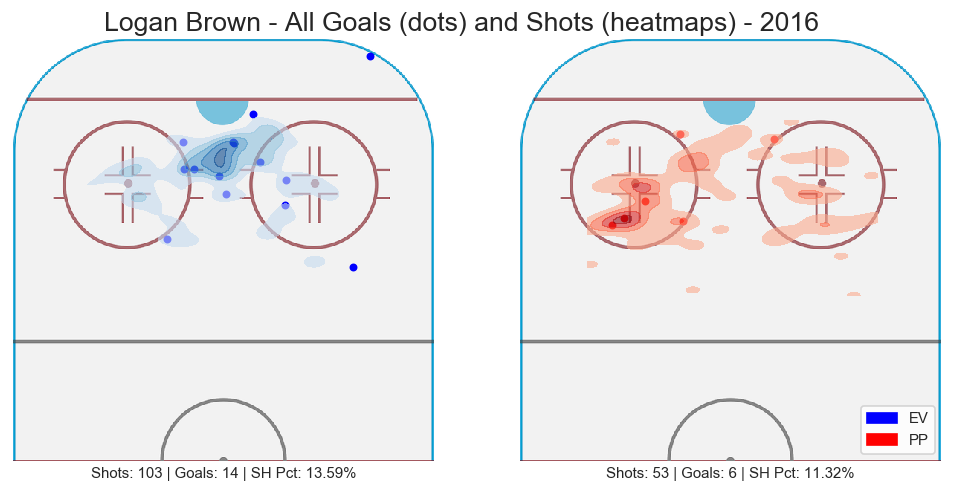 Logan Brown - All Goals (dots) and Shots (heatmaps) - 2016
EV
PP
Shots: 103 | Goals: 14 | SH Pct: 13.59%
Shots: 53 | Goals: 6 | SH Pct: 11.32%